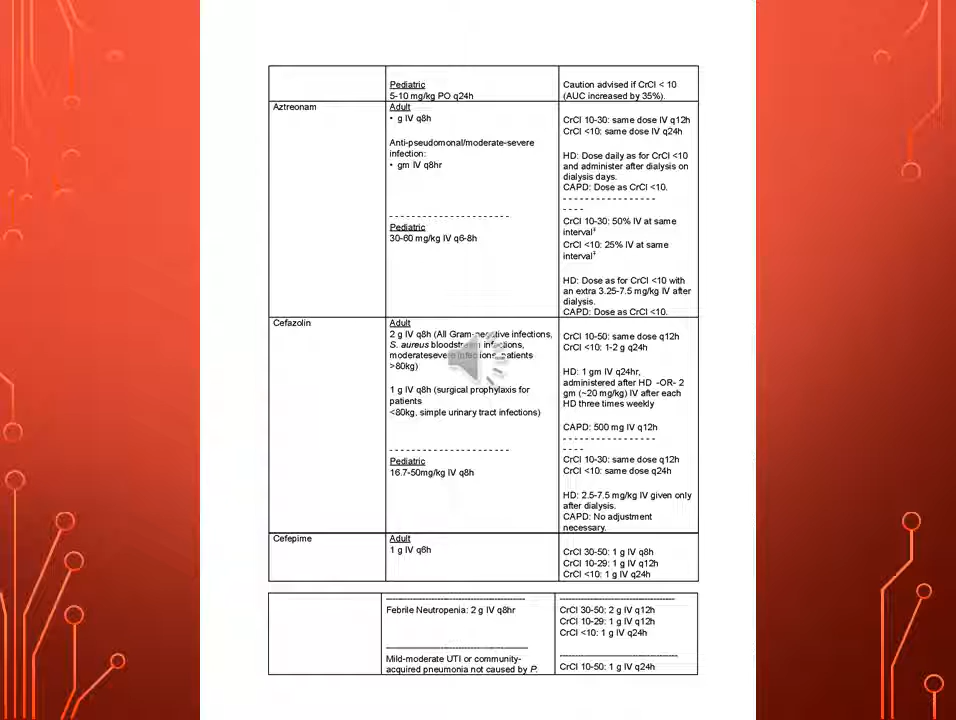 Pediatric
5-10 mg/kg PO q24h
Caution advised if CrCl < 10
(AUC increased by 35%).
Aztreonam
Adult
• g IV q8h
Anti-pseudomonal/moderate-severe
infection:
• gm IV q8hr
- - - - - - - - - - - - - - - - - - - - - -
Pediatric
30-60 mg/kg IV q6-8h
CrCl 10-30: same dose IV q12h
CrCl <10: same dose IV q24h
HD: Dose daily as for CrCl <10
and administer after dialysis on
dialysis days.
CAPD: Dose as CrCl <10.
- - - - - - - - - - - - - - - - -
- - - -
CrCl 10-30: 50% IV at same
interval‡
CrCl <10: 25% IV at same
interval‡
HD: Dose as for CrCl <10 with
an extra 3.25-7.5 mg/kg IV after
dialysis.
CAPD: Dose as CrCl <10.
Cefazolin
Adult
2 g IV q8h (All Gram-negative infections,
S. aureus bloodstream infections,
moderatesevere infections, patients
>80kg)
1 g IV q8h (surgical prophylaxis for
patients
<80kg, simple urinary tract infections)
- - - - - - - - - - - - - - - - - - - - - -
Pediatric
16.7-50mg/kg IV q8h
CrCl 10-50: same dose q12h
CrCl <10: 1-2 g q24h
HD: 1 gm IV q24hr,
administered after HD -OR- 2
gm (~20 mg/kg) IV after each
HD three times weekly
CAPD: 500 mg IV q12h
- - - - - - - - - - - - - - - - -
- - - -
CrCl 10-30: same dose q12h
CrCl <10: same dose q24h
HD: 2.5-7.5 mg/kg IV given only
after dialysis.
CAPD: No adjustment
necessary.
Cefepime
Adult
1 g IV q6h
CrCl 30-50: 1 g IV q8h
CrCl 10-29: 1 g IV q12h
CrCl <10: 1 g IV q24h
Febrile Neutropenia: 2 g IV q8hr
Mild-moderate UTI or community-
acquired pneumonia not caused by P.
CrCl 30-50: 2 g IV q12h
CrCl 10-29: 1 g IV q12h
CrCl <10: 1 g IV q24h
CrCl 10-50: 1 g IV q24h